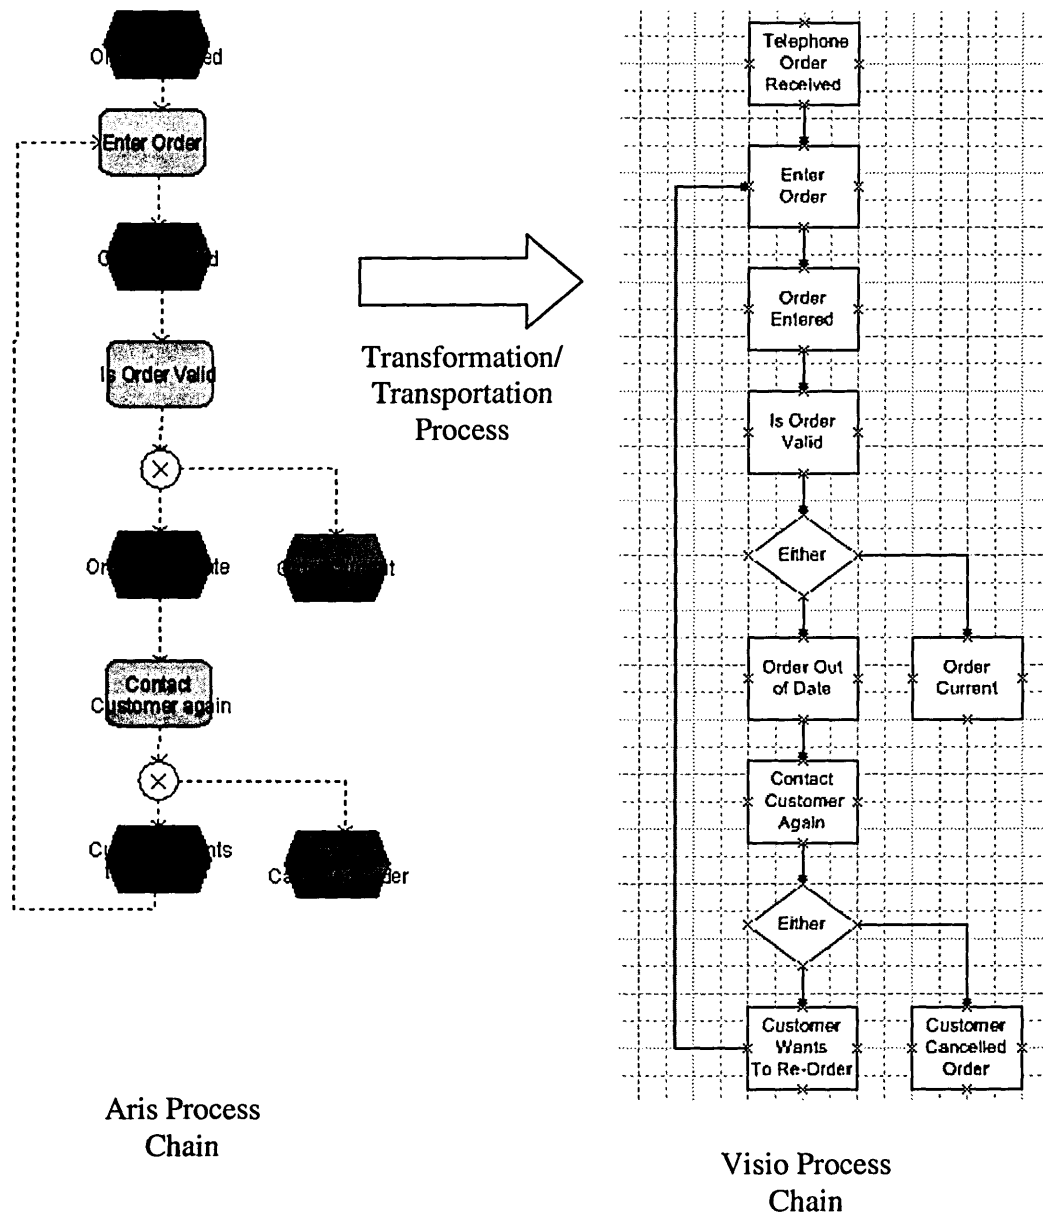 Enter Order
Is Order Valid
Contact
Customer again
Aris Process
Chain
Transformation/
Transportation
Process
Telephone
Order
Received
Enter
Order
Order
Entered
Is Order
Valid
Either
Order Out
of Date
Order
Current
Contact
Customer
Again
Either
Customer
Wants
To Re-Order
Customer
Cancelled
Order
Visio Process
Chain